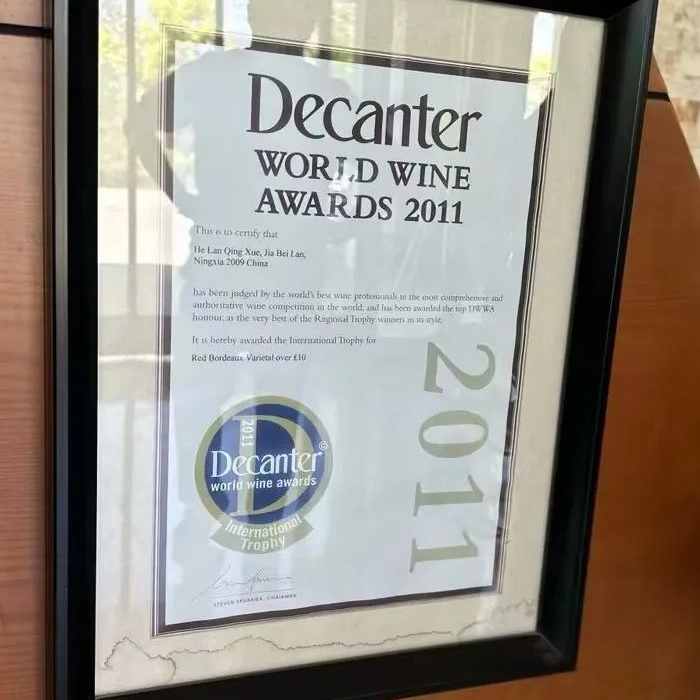 Decanter
WORLD WINE
AWARDS 2011
This is to certify that
He Lan Qing Xue, Jia Bei Lan,
Ningxia 2009 China
has been judged by the world's best wine professionals in the most comprehensive and
authoritative wine competition in the world, and has been awarded the top DWWA
honour, as the very best of the Regional Trophy winners in its style.
It is hereby awarded the International Trophy for
Red Bordeaux Varietal over £10
2011
2011
Decanter©
world wine awards
International
Trophy
STEVEN SPURRIER, CHAIRMAN